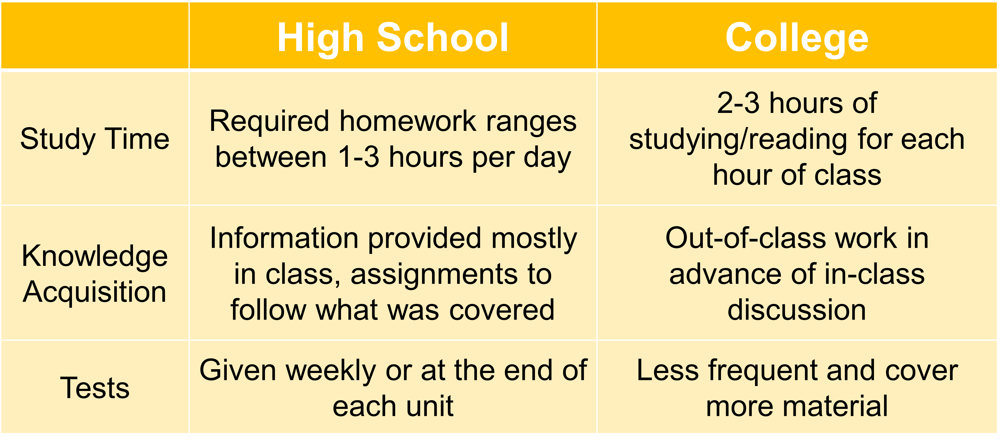 High School
College
Study Time
Required homework ranges
between 1-3 hours per day
2-3 hours of
studying/reading for each
hour of class
Knowledge
Acquisition
Information provided mostly
in class, assignments to
follow what was covered
Out-of-class work in
advance of in-class
discussion
Tests
Given weekly or at the end of
each unit
Less frequent and cover
more material